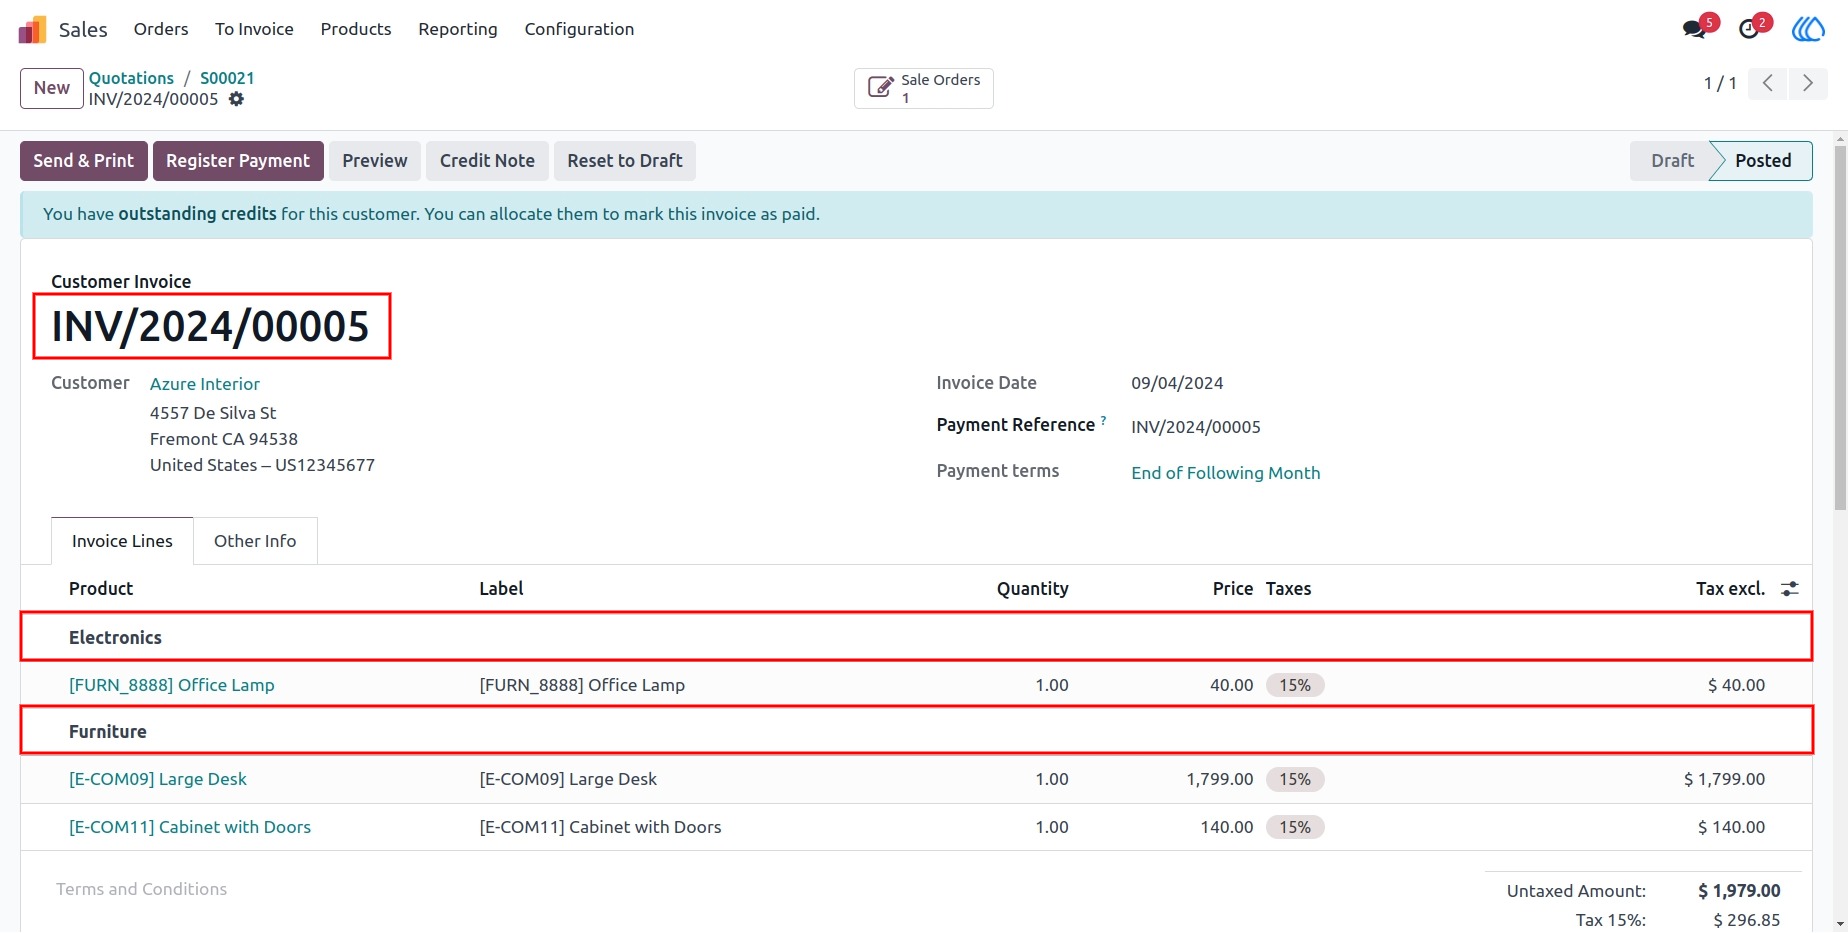 Sales Orders To Invoice Products Reporting Configuration 5 2
New Quotations / S00021
INV/2024/00005
Sale Orders
1
1 / 1
Send & Print Register Payment Preview Credit Note Reset to Draft Draft Posted
You have outstanding credits for this customer. You can allocate them to mark this invoice as paid.
Customer Invoice
INV/2024/00005
Customer Azure Interior
4557 De Silva St
Fremont CA 94538
United States – US12345677
Invoice Date 09/04/2024
Payment Reference ? INV/2024/00005
Payment terms End of Following Month
Invoice Lines Other Info
Product Label Quantity Price Taxes Tax excl.
Electronics
[FURN_8888] Office Lamp [FURN_8888] Office Lamp 1.00 40.00 15% $ 40.00
Furniture
[E-COM09] Large Desk [E-COM09] Large Desk 1.00 1,799.00 15% $ 1,799.00
[E-COM11] Cabinet with Doors [E-COM11] Cabinet with Doors 1.00 140.00 15% $ 140.00
Terms and Conditions
Untaxed Amount: $ 1,979.00
Tax 15%: $ 296.85